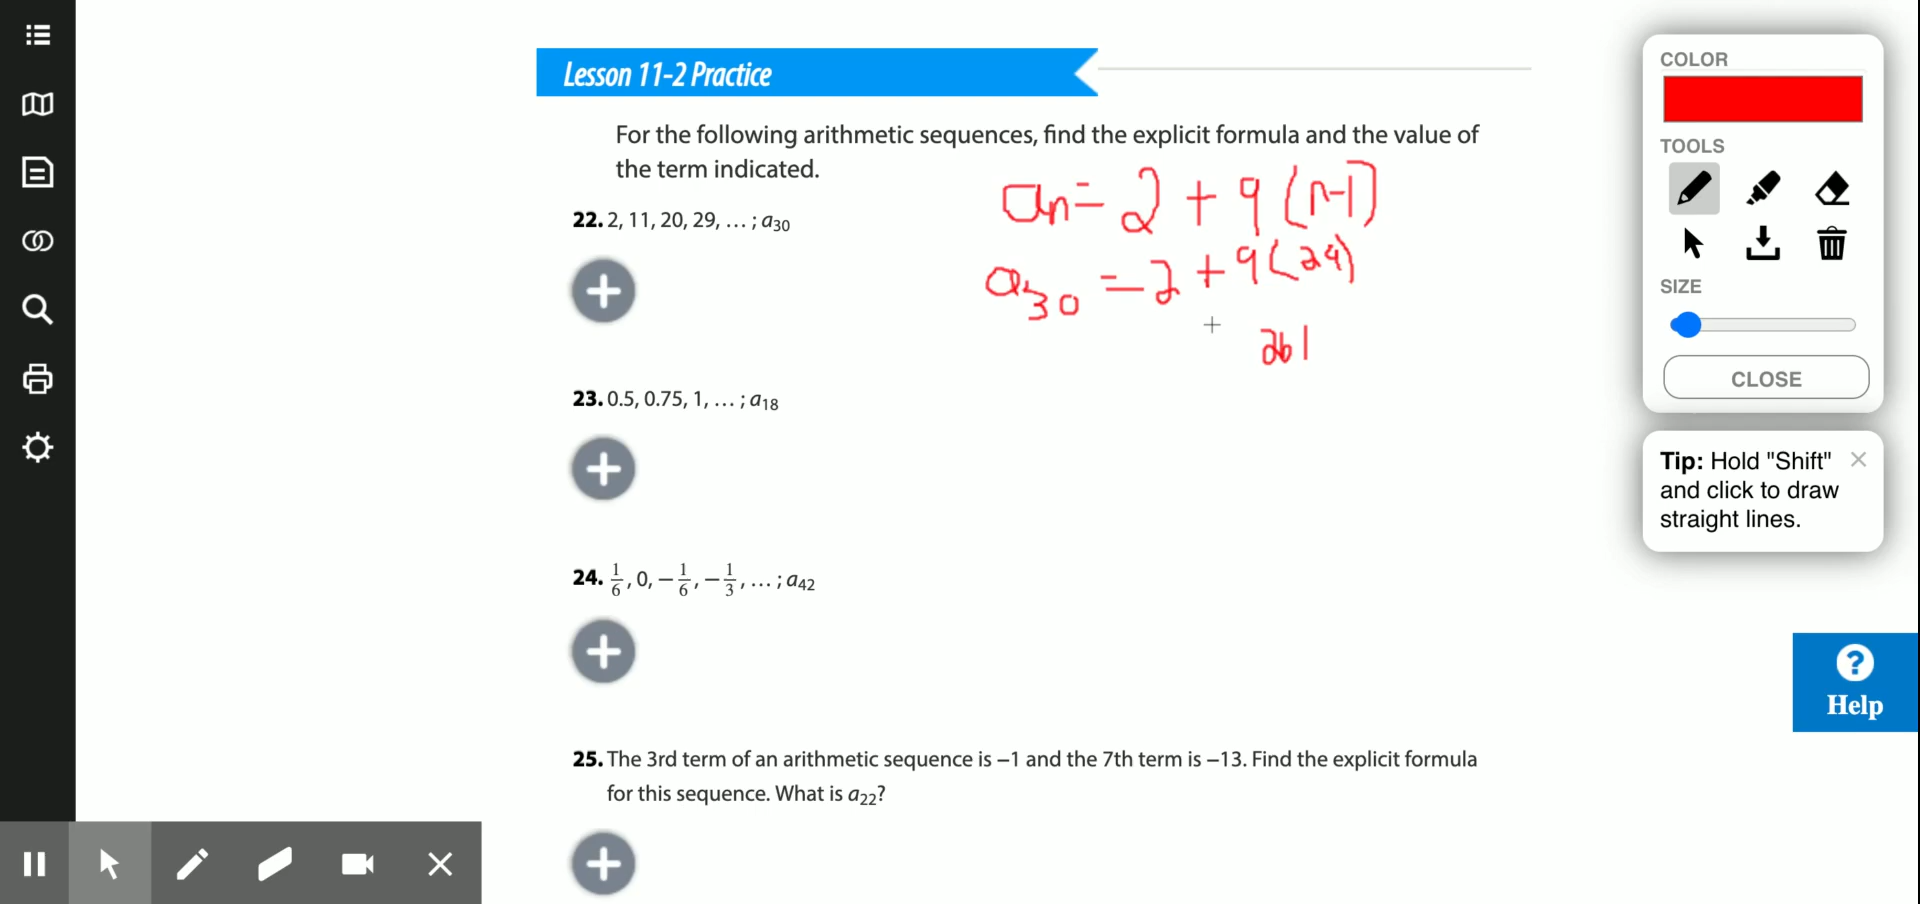 Lesson 11-2 Practice
COLOR
For the following arithmetic sequences, find the explicit formula and the value of
the term indicated.
TOOLS
aₙ = 2 + 9(n-1)
22. 2, 11, 20, 29, … ; a₃₀
a₃₀ = 2 + 9(29)
261
SIZE
CLOSE
23. 0.5, 0.75, 1, … ; a₁₈
Tip: Hold "Shift"
and click to draw
straight lines.
24. 1/6, 0, −1/6, −1/3, … ; a₄₂
? Help
25. The 3rd term of an arithmetic sequence is −1 and the 7th term is −13. Find the explicit formula
for this sequence. What is a₂₂?